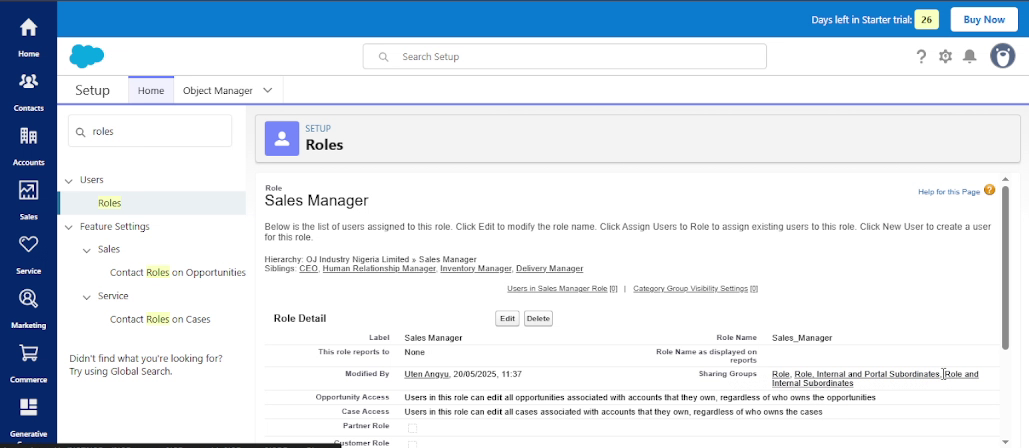 Days left in Starter trial: 26 Buy Now
Home
Search Setup
Contacts
Setup Home Object Manager
Accounts
roles
SETUP
Roles
Users
Roles
Feature Settings
Sales
Contact Roles on Opportunities
Service
Contact Roles on Cases
Didn't find what you're looking for?
Try using Global Search.
Sales
Service
Marketing
Commerce
Generative
Role
Sales Manager
Help for this Page
Below is the list of users assigned to this role. Click Edit to modify the role name. Click Assign Users to Role to assign existing users to this role. Click New User to create a user
for this role.
Hierarchy: OJ Industry Nigeria Limited » Sales Manager
Siblings: CEO, Human Relationship Manager, Inventory Manager, Delivery Manager
Users in Sales Manager Role [0] | Category Group Visibility Settings [0]
Role Detail Edit Delete
Label Sales Manager Role Name Sales_Manager
This role reports to None Role Name as displayed on
reports
Modified By Uten Angyu, 20/05/2025, 11:37 Sharing Groups Role, Role, Internal and Portal Subordinates, Role and
Internal Subordinates
Opportunity Access Users in this role can edit all opportunities associated with accounts that they own, regardless of who owns the opportunities
Case Access Users in this role can edit all cases associated with accounts that they own, regardless of who owns the cases
Partner Role
Customer Role